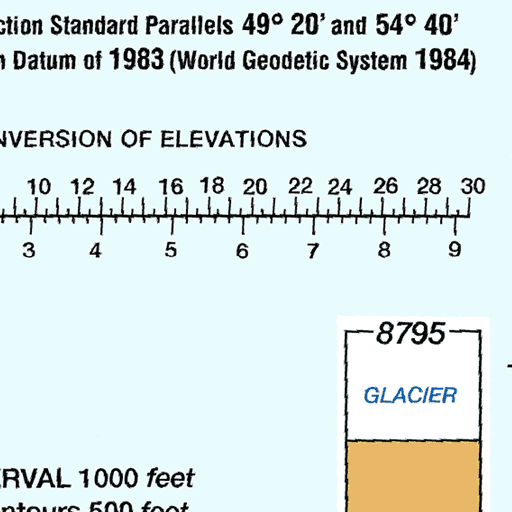 ction Standard Parallels 49° 20' and 54° 40'
n Datum of 1983 (World Geodetic System 1984)
NVERSION OF ELEVATIONS
10 12 14 16 18 20 22 24 26 28 30
3 4 5 6 7 8 9
8795
GLACIER
ERVAL 1000 feet
ntours 500 feet